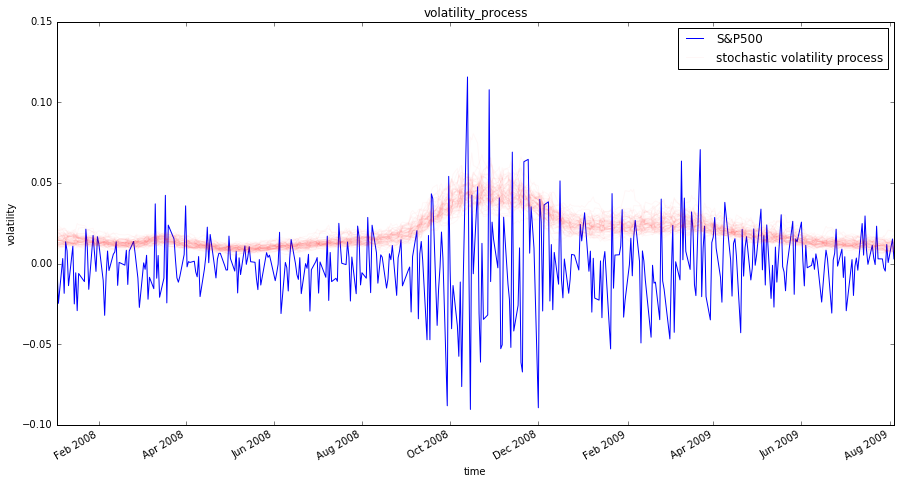 volatility_process
S&P500
stochastic volatility process
volatility
0.15
0.10
0.05
0.00
−0.05
−0.10
Feb 2008
Apr 2008
Jun 2008
Aug 2008
Oct 2008
Dec 2008
Feb 2009
Apr 2009
Jun 2009
Aug 2009
time